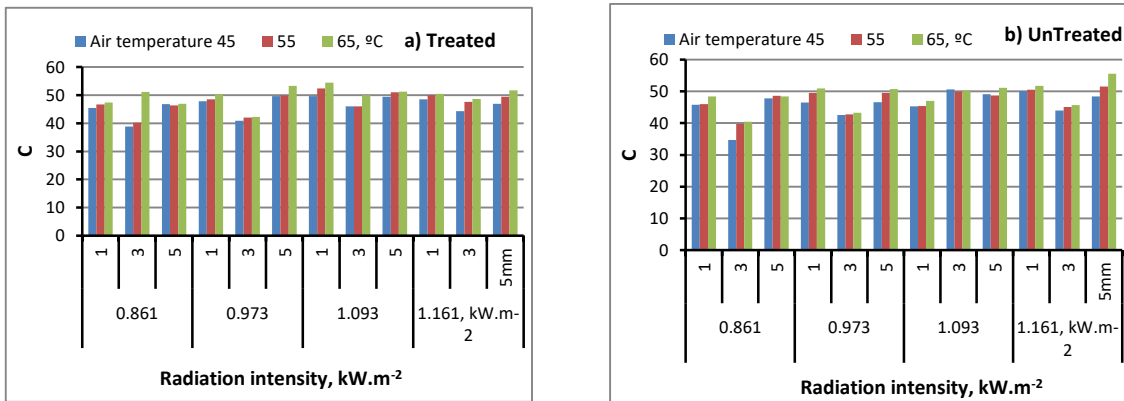 Air temperature 45 55 65, ºC a) Treated
60
50
40
30
20
10
0
C
1 3 5 1 3 5 1 3 5 1 3 5mm
0.861 0.973 1.093 1.161, kW.m-
2
Radiation intensity, kW.m-2
Air temperature 45 55 65, ºC b) UnTreated
60
50
40
30
20
10
0
C
1 3 5 1 3 5 1 3 5 1 3 5mm
0.861 0.973 1.093 1.161, kW.m-
2
Radiation intensity, kW.m-2